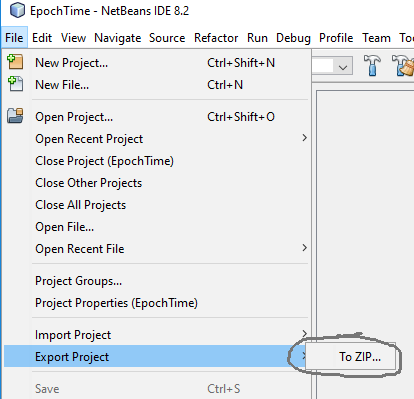 EpochTime - NetBeans IDE 8.2
File Edit View Navigate Source Refactor Run Debug Profile Team
New Project... Ctrl+Shift+N
New File... Ctrl+N
Open Project... Ctrl+Shift+O
Open Recent Project
Close Project (EpochTime)
Close Other Projects
Close All Projects
Open File...
Open Recent File
Project Groups...
Project Properties (EpochTime)
Import Project
Export Project To ZIP...
Save Ctrl+S